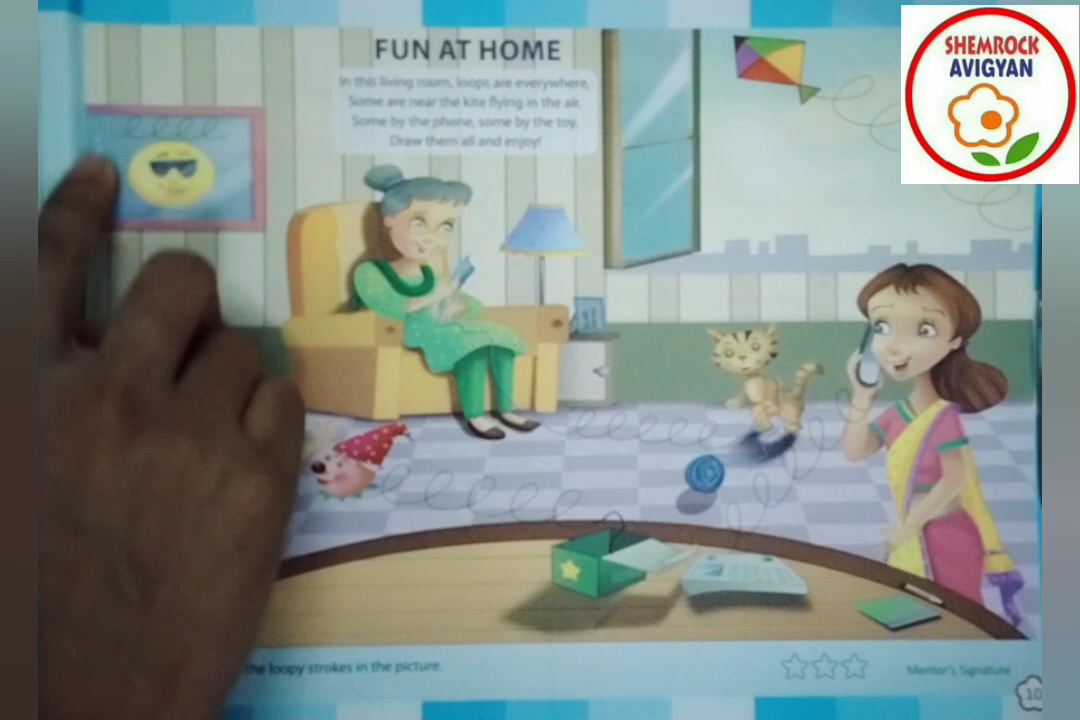 FUN AT HOME
In this living room, loops are everywhere,
Some are near the kite flying in the air,
Some by the phone, some by the toy,
Draw them all and enjoy!
SHEMROCK
AVIGYAN
the loopy strokes in the picture.
Mentor's Signature
10